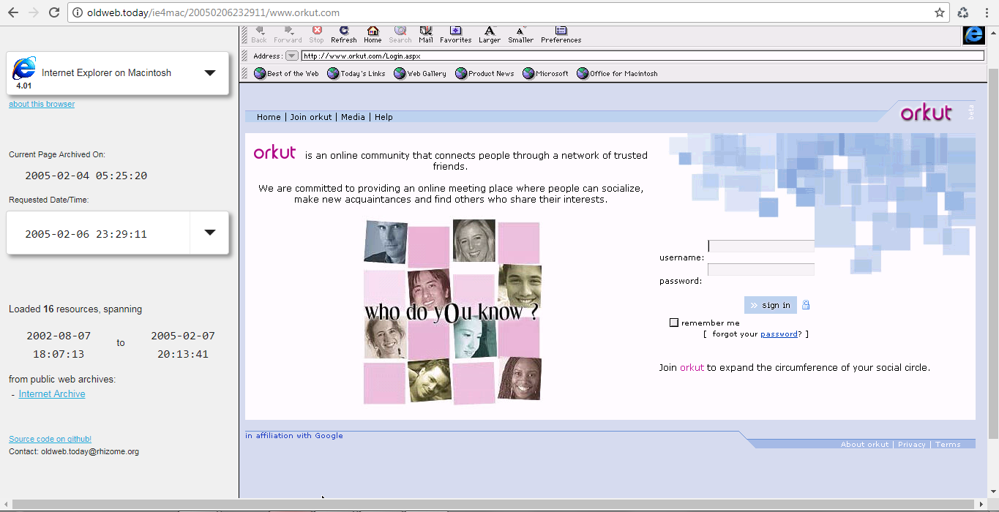 oldweb.today/ie4mac/20050206232911/www.orkut.com
Internet Explorer on Macintosh
4.01
about this browser
Current Page Archived On:
2005-02-04 05:25:20
Requested Date/Time:
2005-02-06 23:29:11
Loaded 16 resources, spanning
2002-08-07 to 2005-02-07
18:07:13 20:13:41
from public web archives:
- Internet Archive
Source code on github!
Contact: oldweb.today@rhizome.org
Back Forward Stop Refresh Home Search Mail Favorites Larger Smaller Preferences
Address: http://www.orkut.com/Login.aspx
Best of the Web Today's Links Web Gallery Product News Microsoft Office for Macintosh
Home | Join orkut | Media | Help
orkut beta
orkut is an online community that connects people through a network of trusted
friends.
We are committed to providing an online meeting place where people can socialize,
make new acquaintances and find others who share their interests.
who do yOu know ?
username:
password:
» sign in
remember me
[ forgot your password? ]
Join orkut to expand the circumference of your social circle.
in affiliation with Google
About orkut | Privacy | Terms